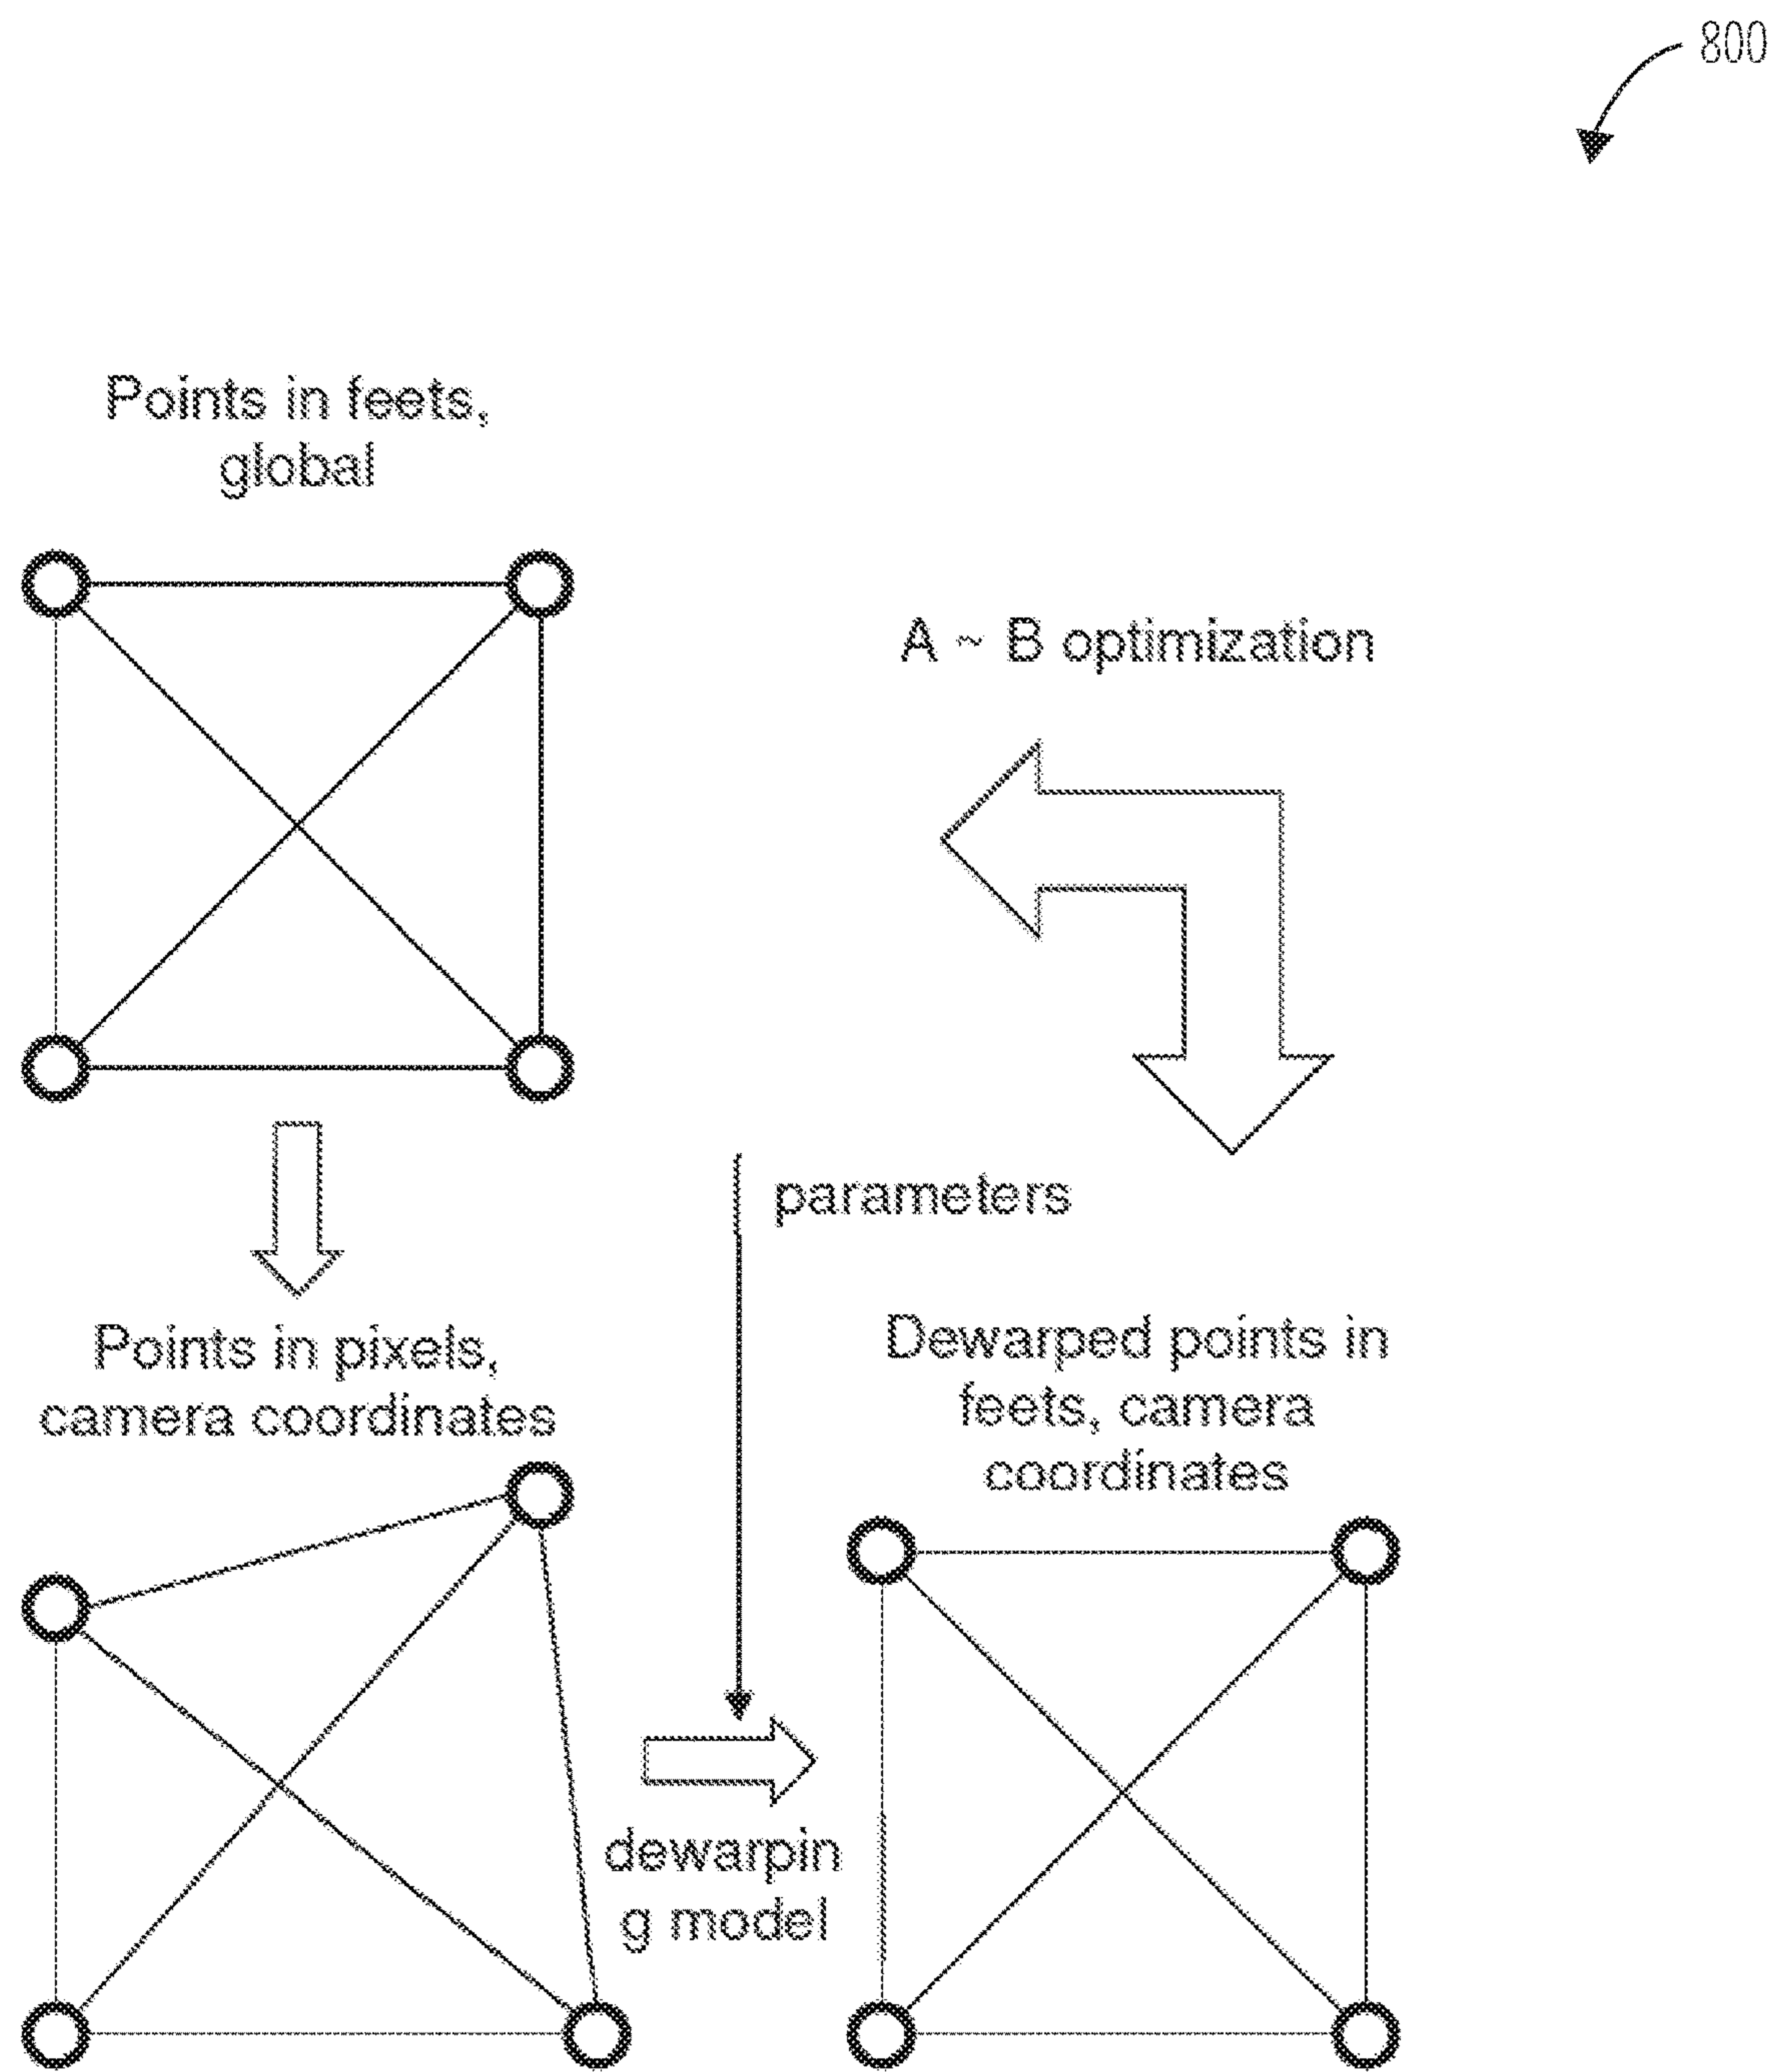 800
Points in feets,
global
A ~ B optimization
parameters
Points in pixels,
camera coordinates
Dewarped points in
feets, camera
coordinates
dewarpin
g model